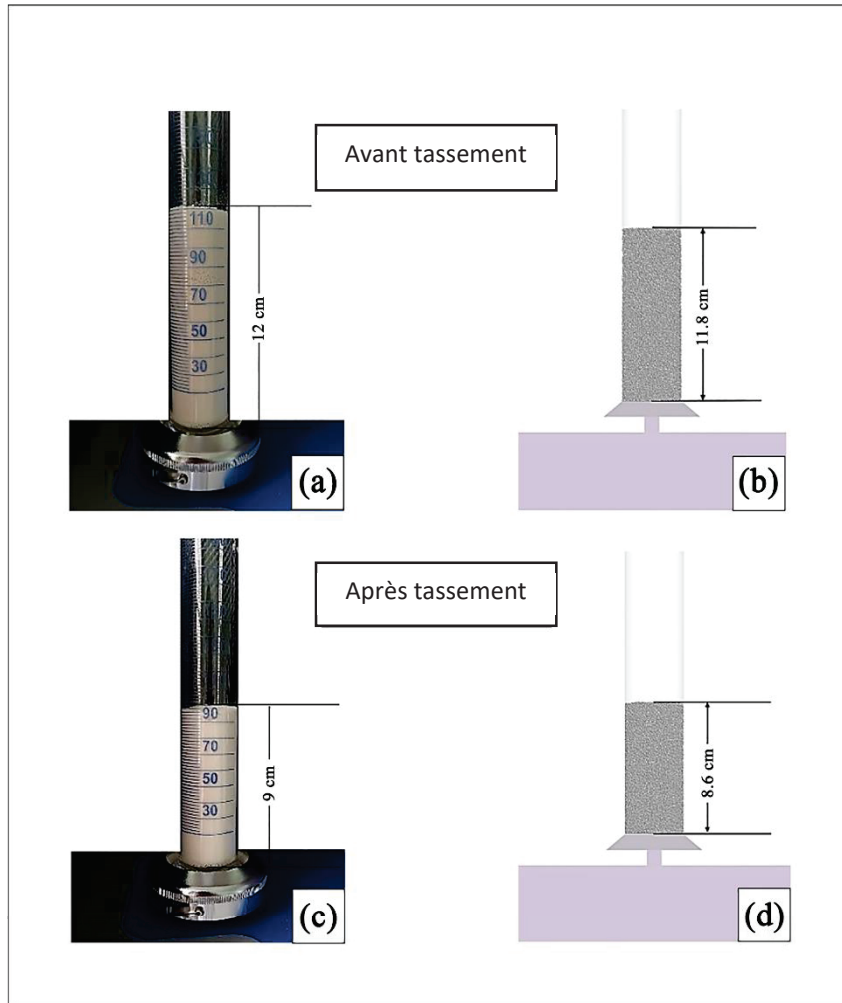 Avant tassement
110
90
70
50
30
12 cm
(a)
11.8 cm
(b)
Après tassement
90
70
50
30
9 cm
(c)
8.6 cm
(d)